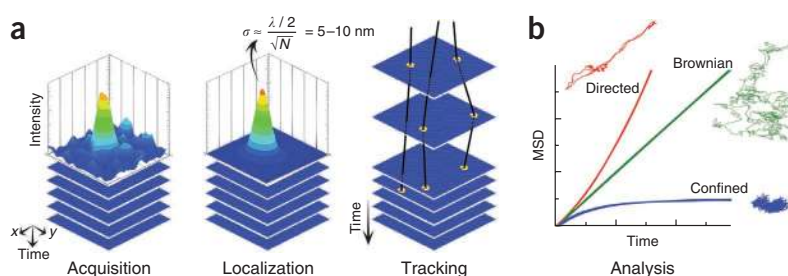 a
σ ≈ λ / 2 / √N = 5–10 nm
Intensity
x y
Time
Acquisition
Localization
Time
Tracking
b
Directed
Brownian
MSD
Confined
Time
Analysis